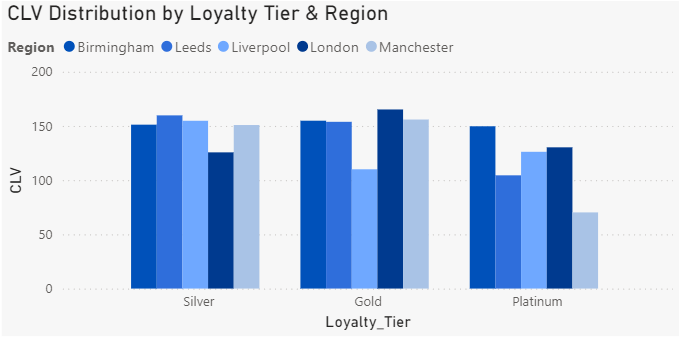 CLV Distribution by Loyalty Tier & Region
Region Birmingham Leeds Liverpool London Manchester
200
150
100
50
0
CLV
Silver Gold Platinum
Loyalty_Tier